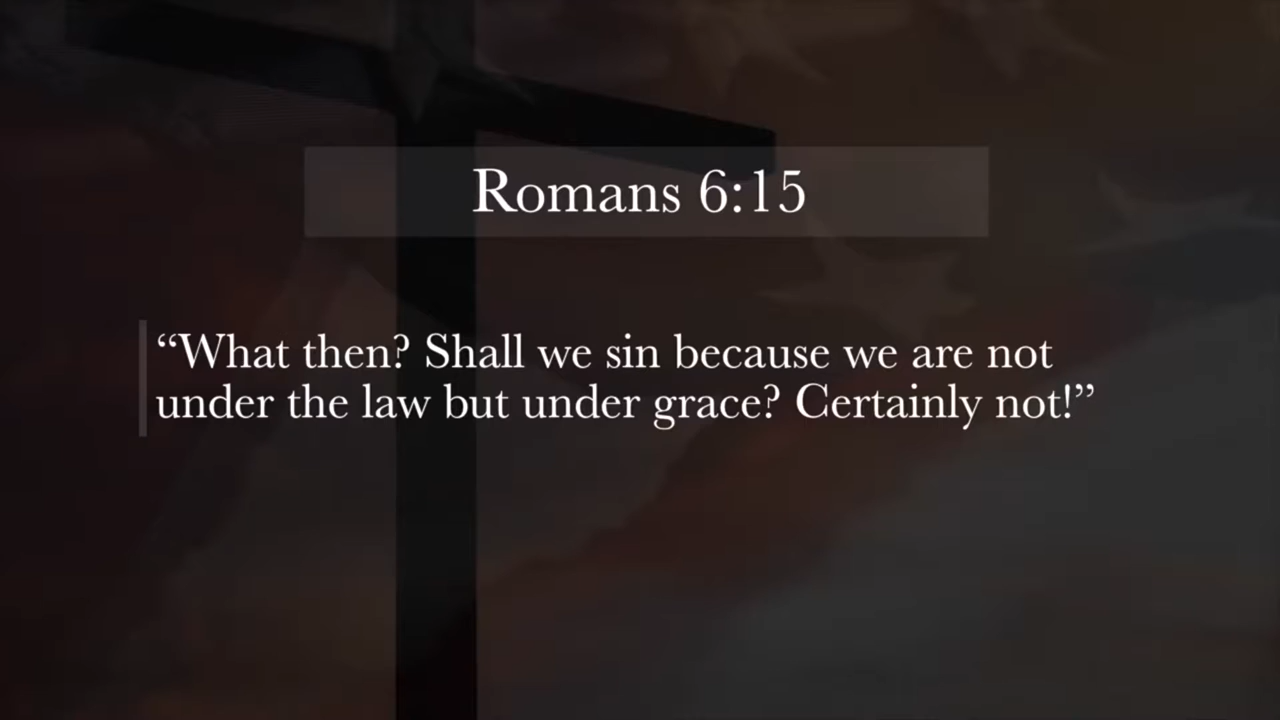 Romans 6:15
“What then? Shall we sin because we are not
under the law but under grace? Certainly not!”